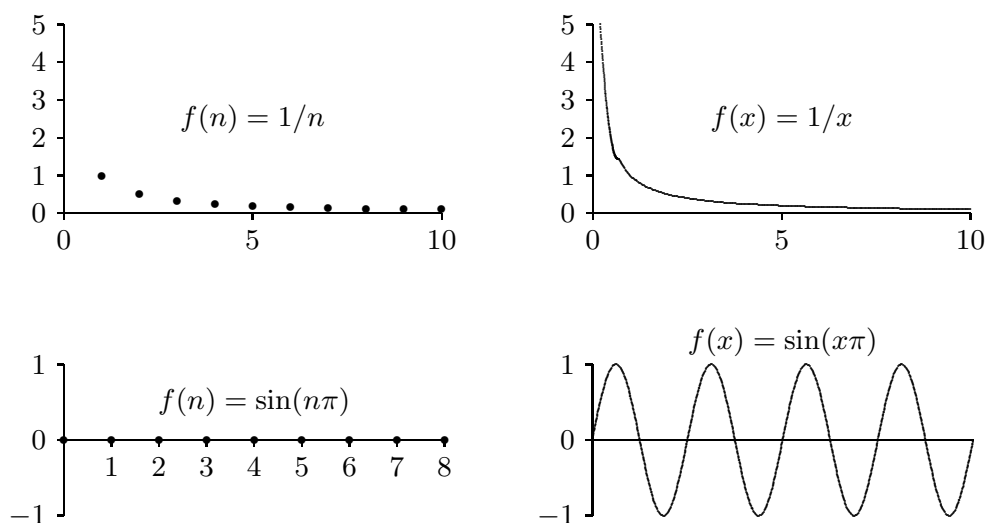 5
4
3
2
1
0
f(n) = 1/n
0 5 10
5
4
3
2
1
0
f(x) = 1/x
0 5 10
1
0
−1
f(n) = sin(nπ)
1 2 3 4 5 6 7 8
f(x) = sin(xπ)
1
0
−1